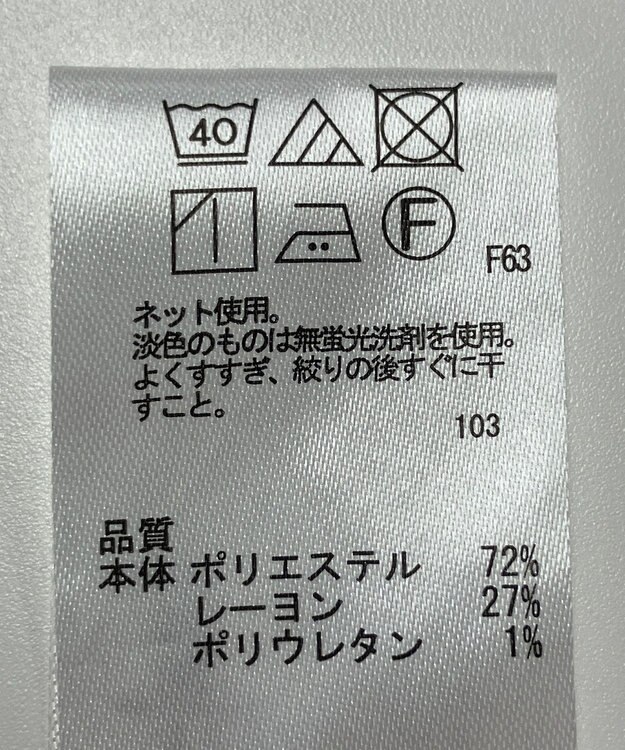 40
F
F63
ネット使用。
淡色のものは無蛍光洗剤を使用。
よくすすぎ、絞りの後すぐに干
すこと。
103
品質
本体 ポリエステル 72%
レーヨン 27%
ポリウレタン 1%